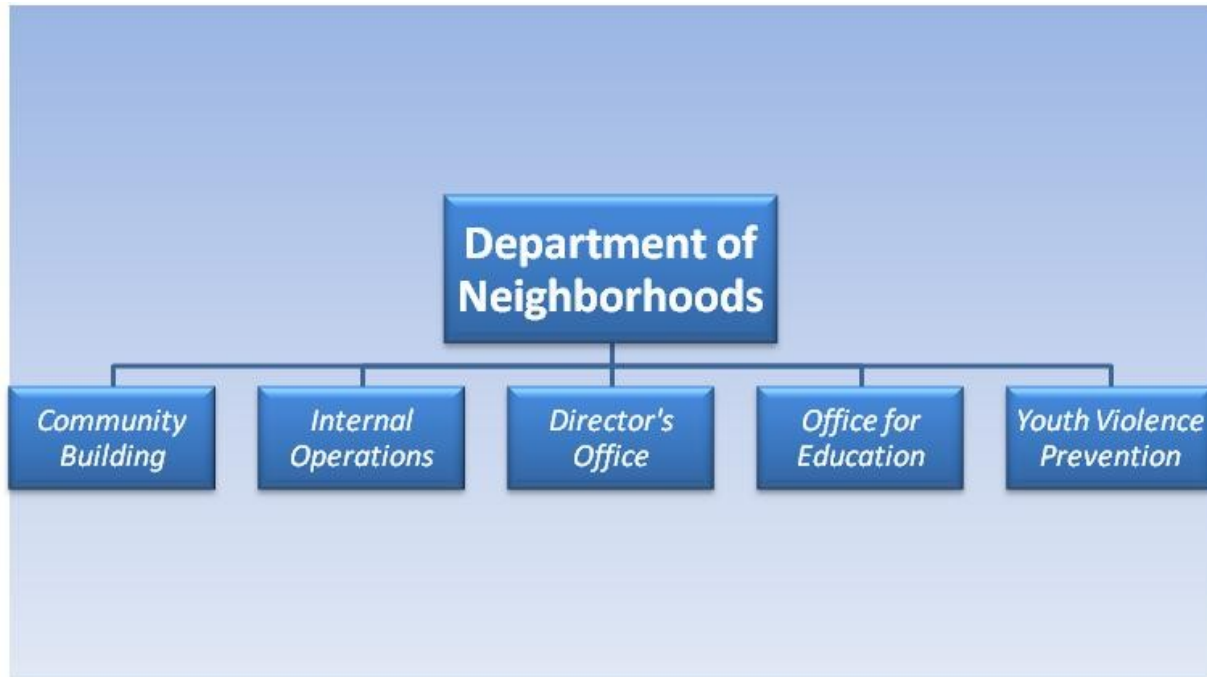 Department of
Neighborhoods
Community
Building
Internal
Operations
Director's
Office
Office for
Education
Youth Violence
Prevention